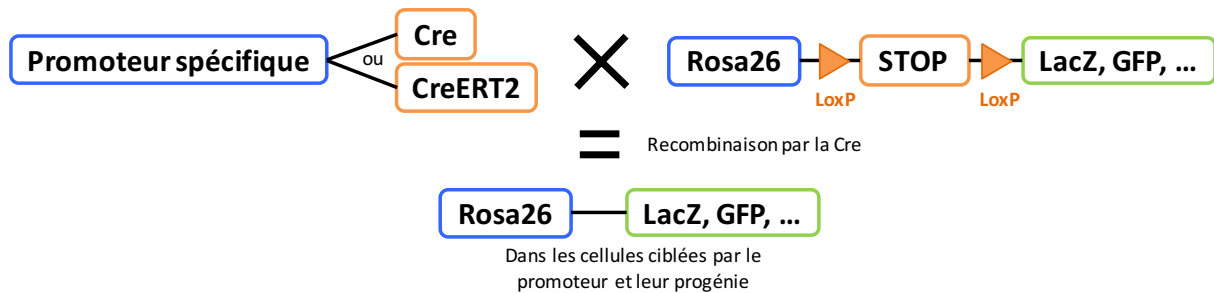 Promoteur spécifique
ou
Cre
CreERT2
Rosa26
STOP
LacZ, GFP, ...
LoxP
LoxP
Recombinaison par la Cre
Rosa26
LacZ, GFP, ...
Dans les cellules ciblées par le
promoteur et leur progénie